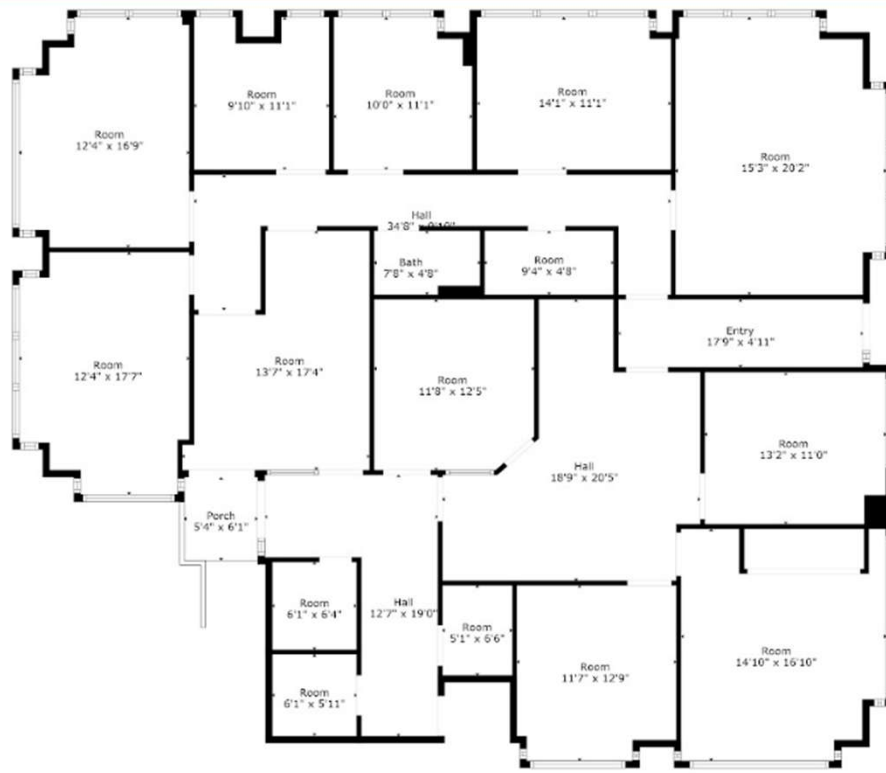 Room
9'10" x 11'1"
Room
10'0" x 11'1"
Room
14'1" x 11'1"
Room
12'4" x 16'9"
Room
15'3" x 20'2"
Hall
34'8" x
Bath
7'8" x 4'8"
Room
9'4" x 4'8"
Entry
17'9" x 4'11"
Room
12'4" x 17'7"
Room
13'7" x 17'4"
Room
11'8" x 12'5"
Room
13'2" x 11'0"
Hall
18'9" x 20'5"
Porch
5'4" x 6'1"
Room
6'1" x 6'4"
Hall
12'7" x 19'0"
Room
5'1" x 6'6"
Room
14'10" x 16'10"
Room
11'7" x 12'9"
Room
6'1" x 5'11"